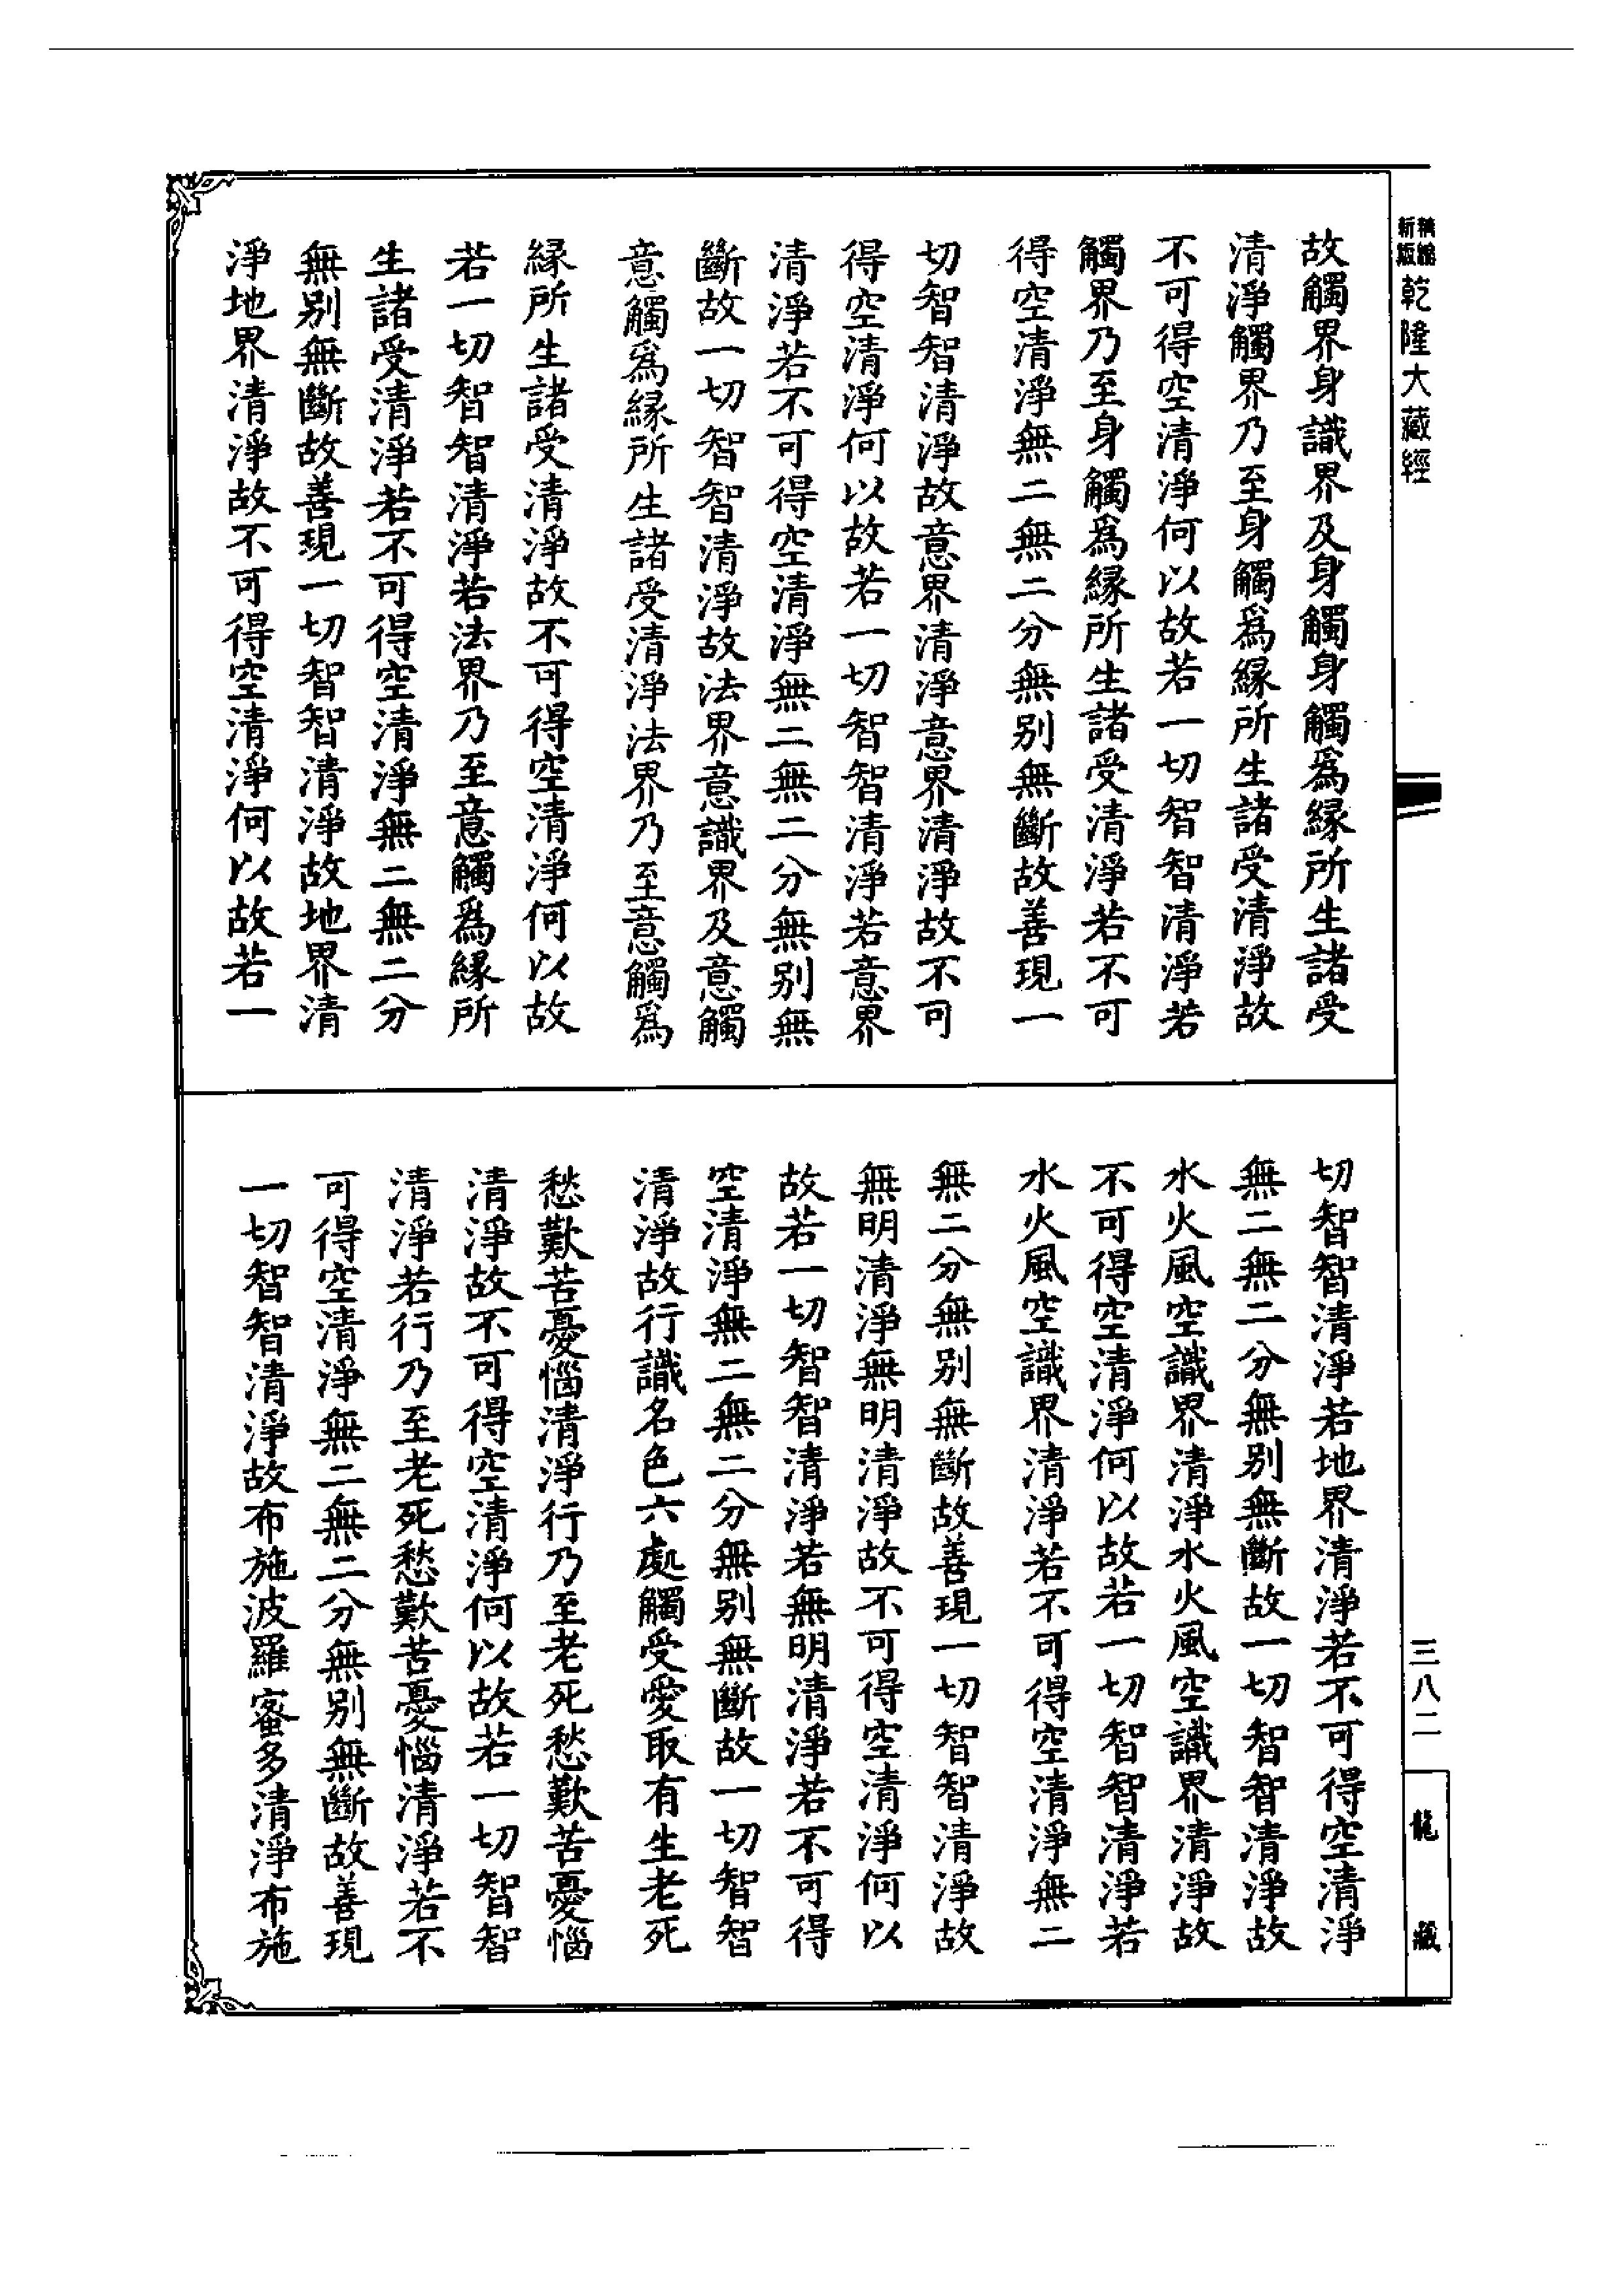 新版精編
乾隆大藏經
故觸界身識界及身觸身觸爲緣所生諸受
清淨觸界乃至身觸爲緣所生諸受清淨故
不可得空清淨何以故若一切智智清淨若
觸界乃至身觸爲緣所生諸受清淨若不可
得空清淨無二無二分無別無斷故善現一
切智智清淨故意界清淨意界清淨故不可
得空清淨何以故若一切智智清淨若意界
清淨若不可得空清淨無二無二分無別無
斷故一切智智清淨故法界意識界及意觸
意觸爲緣所生諸受清淨法界乃至意觸爲
緣所生諸受清淨故不可得空清淨何以故
若一切智智清淨若法界乃至意觸爲緣所
生諸受清淨若不可得空清淨無二無二分
無別無斷故善現一切智智清淨故地界清
淨地界清淨故不可得空清淨何以故若一
切智智清淨若地界清淨若不可得空清淨
無二無二分無別無斷故一切智智清淨故
水火風空識界清淨水火風空識界清淨故
不可得空清淨何以故若一切智智清淨若
水火風空識界清淨若不可得空清淨無二
無二分無別無斷故善現一切智智清淨故
無明清淨無明清淨故不可得空清淨何以
故若一切智智清淨若無明清淨若不可得
空清淨無二無二分無別無斷故一切智智
清淨故行識名色六處觸受愛取有生老死
愁歎苦憂惱清淨行乃至老死愁歎苦憂惱
清淨故不可得空清淨何以故若一切智智
清淨若行乃至老死愁歎苦憂惱清淨若不
可得空清淨無二無二分無別無斷故善現
一切智智清淨故布施波羅蜜多清淨布施
三八二
龍藏